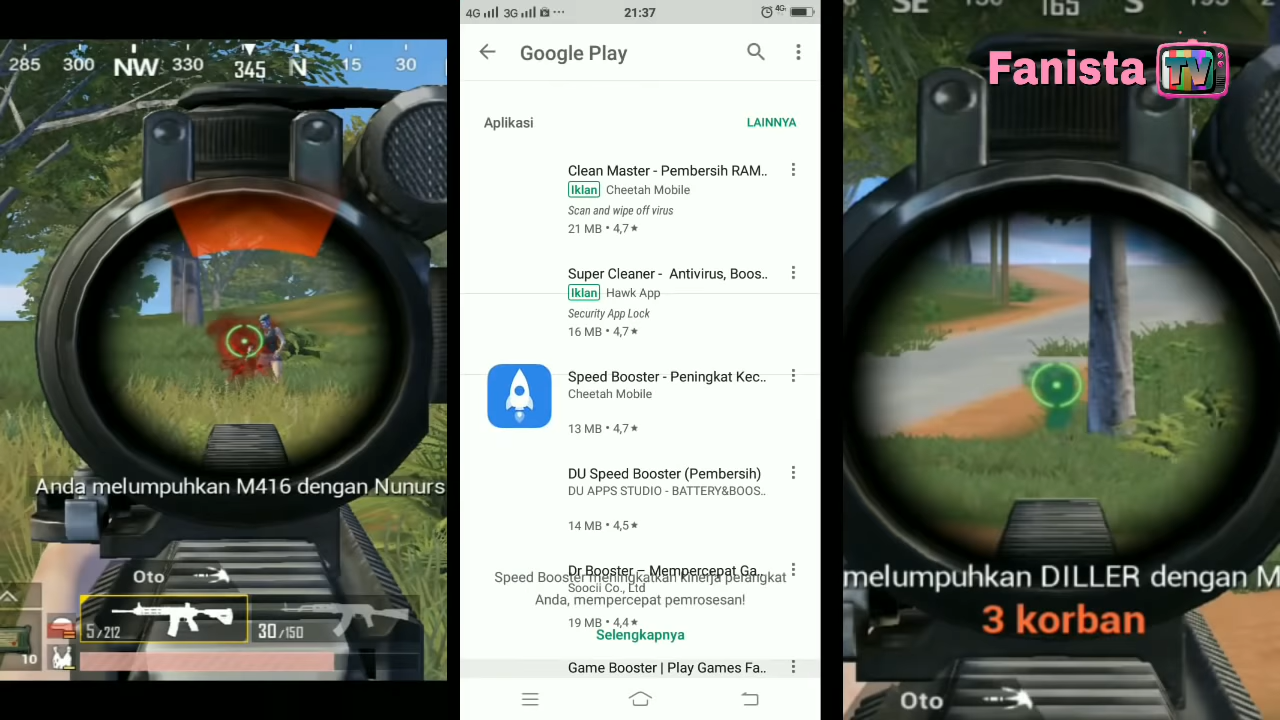 285 300 NW 330 345 N 15 30
Anda melumpuhkan M416 dengan Nunurs
Oto
5/212
30/150
10
4G 3G 21:37 4G
Google Play
Aplikasi LAINNYA
Clean Master - Pembersih RAM..
Iklan Cheetah Mobile
Scan and wipe off virus
21 MB • 4,7★
Super Cleaner - Antivirus, Boos..
Iklan Hawk App
Security App Lock
16 MB • 4,7★
Speed Booster - Peningkat Kec..
Cheetah Mobile
13 MB • 4,7★
DU Speed Booster (Pembersih)
DU APPS STUDIO - BATTERY&BOOS..
14 MB • 4,5★
Dr Booster – Mempercepat Ga..
Speed Booster meningkatkan kinerja perangkat
Soocii Co., Ltd
Anda, mempercepat pemrosesan!
19 MB • 4,4★
Selengkapnya
Game Booster | Play Games Fa..
SE 165 S 195
Fanista TV
melumpuhkan DILLER dengan M
3 korban
Oto